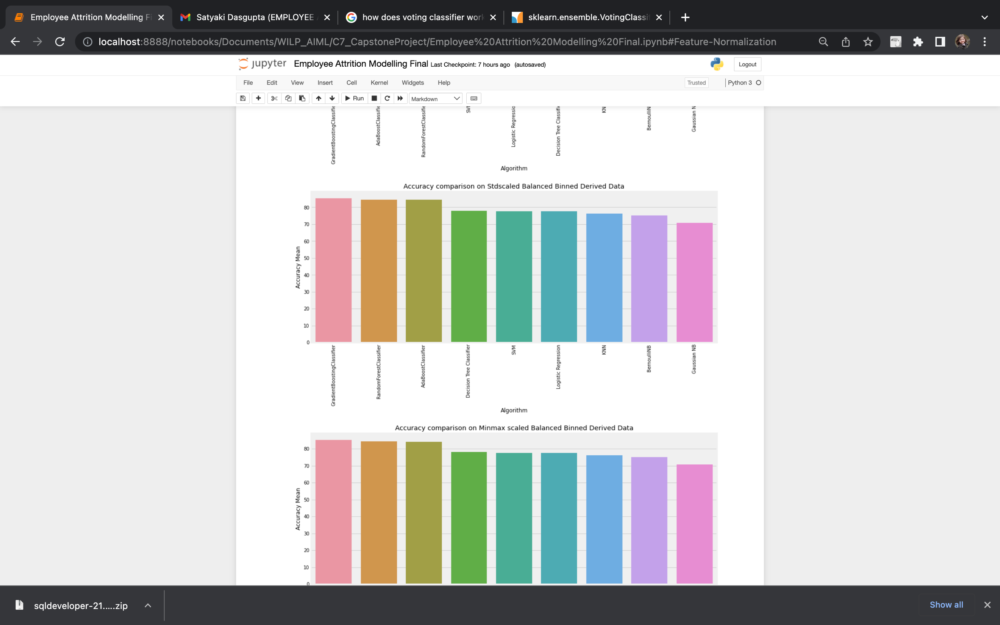 Employee Attrition Modelling Fi
Satyaki Dasgupta (EMPLOYEE
how does voting classifier work
sklearn.ensemble.VotingClassif
localhost:8888/notebooks/Documents/WILP_AIML/C7_CapstoneProject/Employee%20Attrition%20Modelling%20Final.ipynb#Feature-Normalization
jupyter Employee Attrition Modelling Final Last Checkpoint: 7 hours ago (autosaved)
Logout
File Edit View Insert Cell Kernel Widgets Help
Trusted
Python 3
Run
Markdown
GradientBoostingClassifie
AdaBoostClassifie
RandomForestClassifie
Logistic Regressio
Decision Tree Classifi
KN
BernoulliN
Gaussian N
Algorithm
Accuracy comparison on Stdscaled Balanced Binned Derived Data
80
70
60
50
40
30
20
10
0
Accuracy Mean
GradientBoostingClassifier
RandomForestClassifier
AdaBoostClassifier
Decision Tree Classifier
SVM
Logistic Regression
KNN
BernoulliNB
Gaussian NB
Algorithm
Accuracy comparison on Minmax scaled Balanced Binned Derived Data
80
70
60
50
40
30
20
10
0
Accuracy Mean
sqldeveloper-21.....zip
Show all